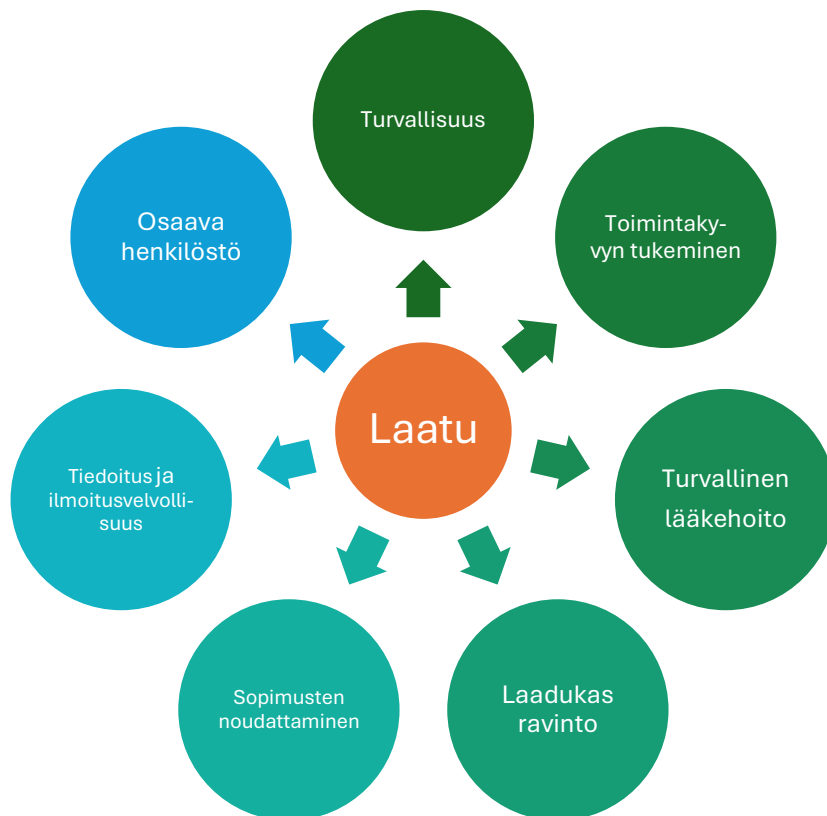 Turvallisuus
Toimintaky-
vyn tukeminen
Turvallinen
lääkehoito
Laadukas
ravinto
Sopimusten
noudattaminen
Tiedoitus ja
ilmoitusvelvolli-
suus
Osaava
henkilöstö
Laatu